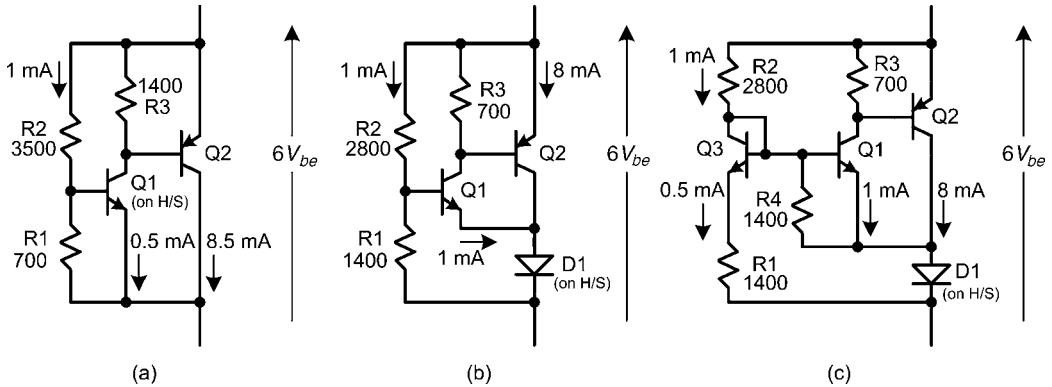 1 mA
1400
R3
R2
3500
Q2
Q1
(on H/S)
R1
700
0.5 mA
8.5 mA
6Vbe
(a)
1 mA
8 mA
R3
700
R2
2800
Q2
Q1
R1
1400
1 mA
D1
(on H/S)
6Vbe
(b)
1 mA
R2
2800
R3
700
Q2
Q3
Q1
0.5 mA
R4
1400
1 mA
8 mA
R1
1400
D1
(on H/S)
6Vbe
(c)